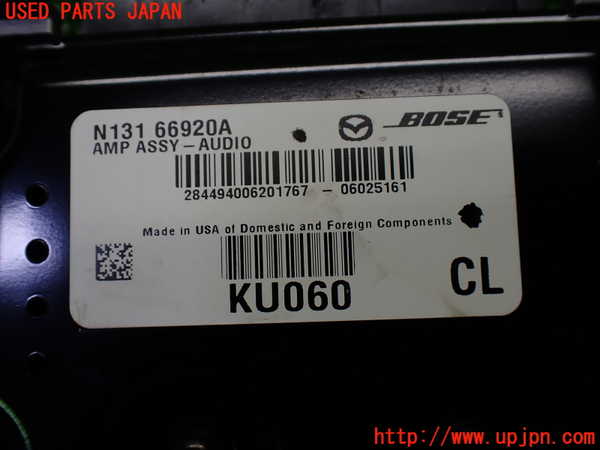 USED PARTS JAPAN
N131 66920A
BOSE
AMP ASSY-AUDIO
284494006201767 - 06025161
Made in USA of Domestic and Foreign Components
KU060
CL
http://www.upjpn.com/